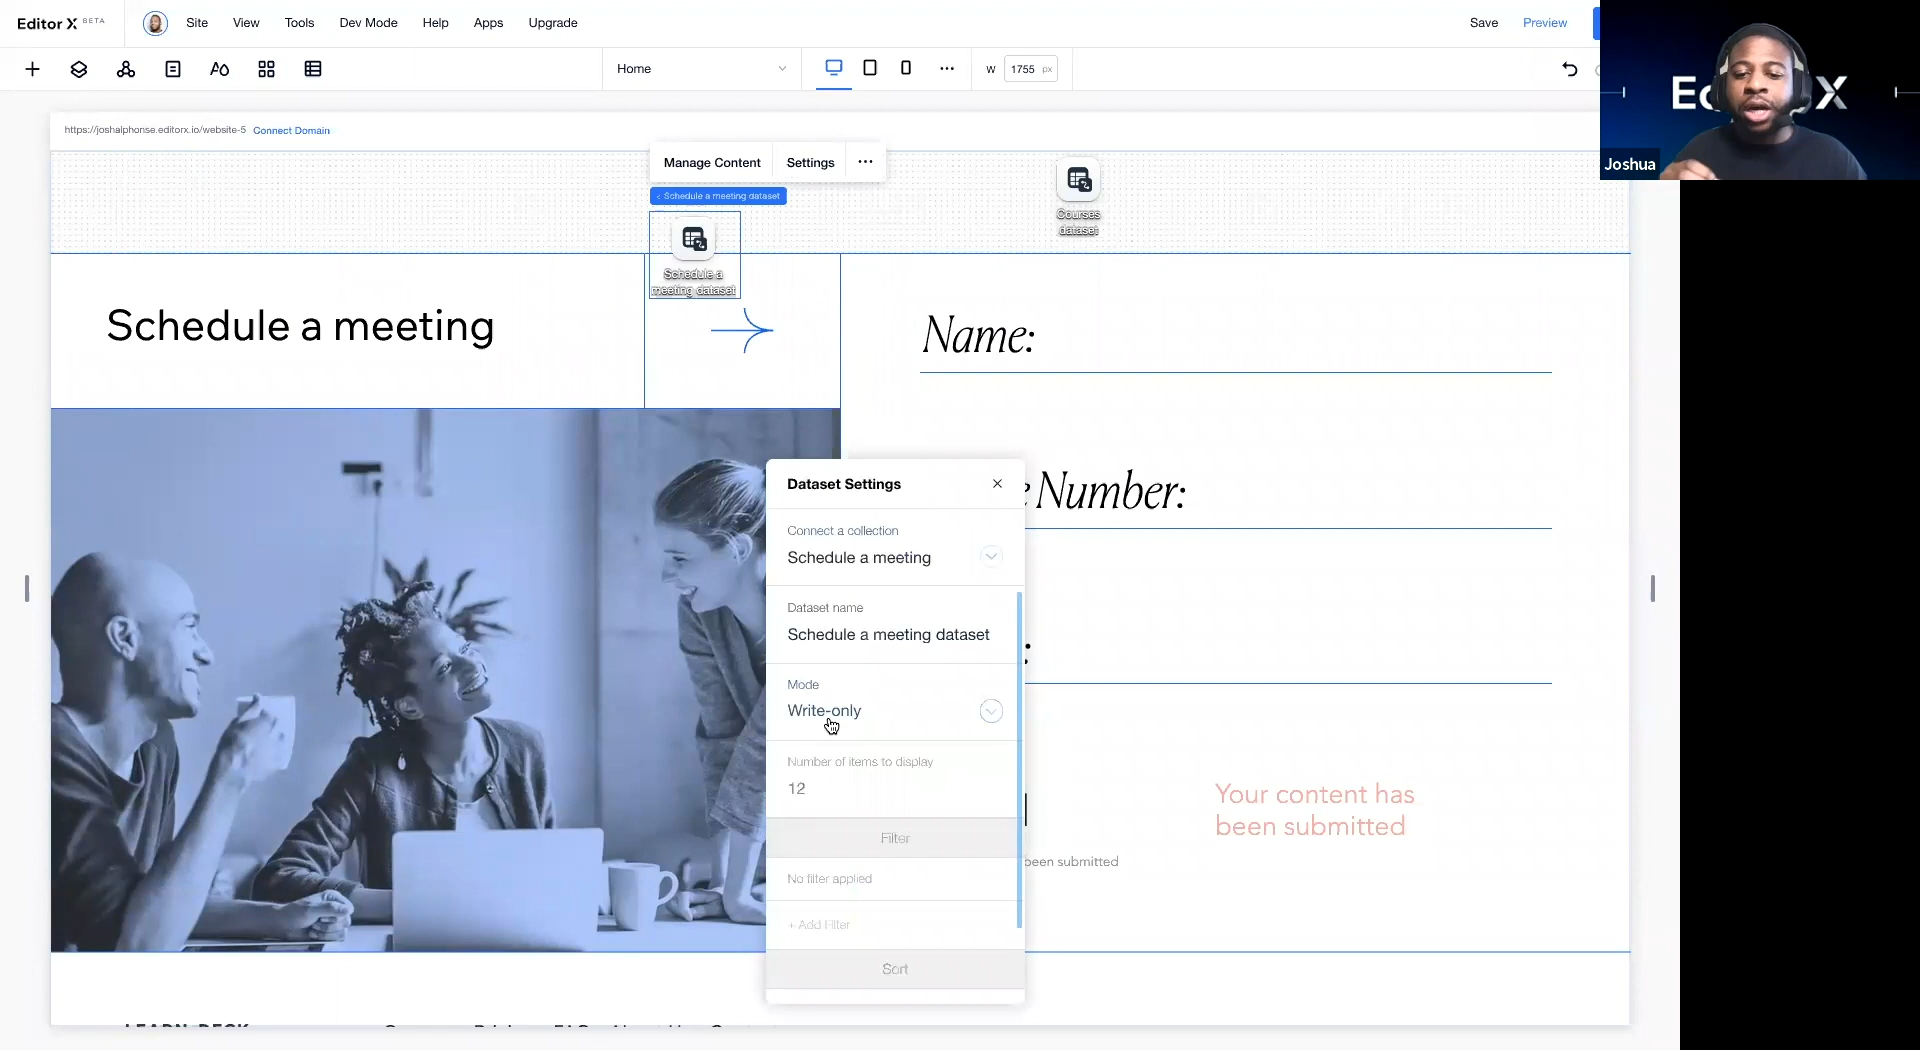 Editor X BETA
Site View Tools Dev Mode Help Apps Upgrade
Save Preview
Home
W 1755 px
Joshua
https://joshalphonse.editorx.io/website-5 Connect Domain
Manage Content Settings
Schedule a meeting dataset
Schedule a
meeting dataset
Courses
dataset
Schedule a meeting
Name:
Number:
Dataset Settings
Connect a collection
Schedule a meeting
Dataset name
Schedule a meeting dataset
Mode
Write-only
Number of items to display
12
Filter
No filter applied
+ Add Filter
Sort
Your content has
been submitted
been submitted